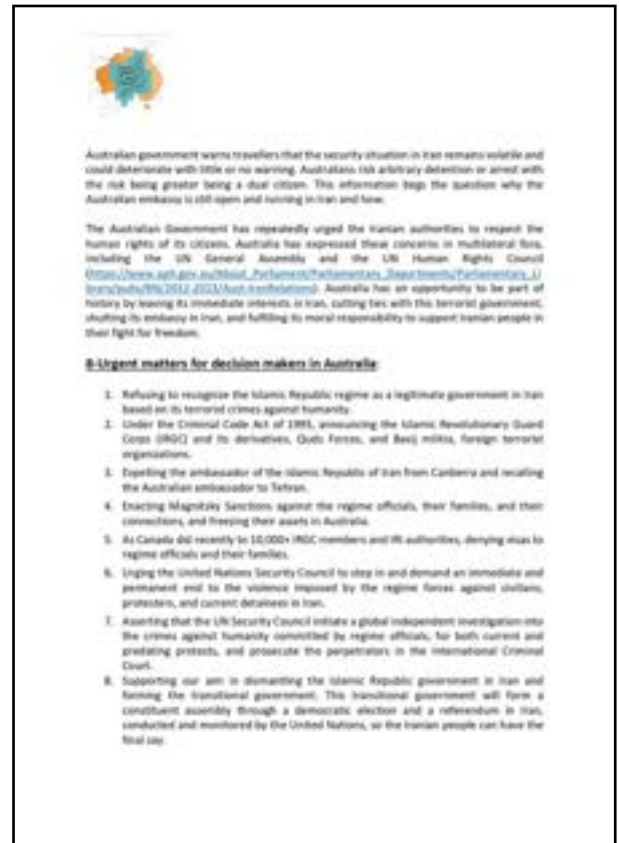 Australian government warns travellers that the security situation in Iran remains volatile and
could deteriorate with little or no warning. Australians risk arbitrary detention or arrest with
the risk being greater being a dual citizen. This information begs the question why the
Australian embassy is still open and running in Iran and how.
The Australian Government has repeatedly urged the Iranian authorities to respect the
human rights of its citizens. Australia has expressed these concerns in multilateral fora,
including the UN General Assembly and the UN Human Rights Council
(https://www.aph.gov.au/About_Parliament/Parliamentary_Departments/Parliamentary_Li
brary/pubs/BN/2012-2013/Aust-IranRelations). Australia has an opportunity to be part of
history by leaving its immediate interests in Iran, cutting ties with this terrorist government,
shutting its embassy in Iran, and fulfilling its moral responsibility to support Iranian people in
their fight for freedom.
8-Urgent matters for decision makers in Australia:
1. Refusing to recognize the Islamic Republic regime as a legitimate government in Iran
based on its terrorist crimes against humanity.
2. Under the Criminal Code Act of 1995, announcing the Islamic Revolutionary Guard
Corps (IRGC) and its derivatives, Quds Forces, and Basij militia, foreign terrorist
organizations.
3. Expelling the ambassador of the Islamic Republic of Iran from Canberra and recalling
the Australian ambassador to Tehran.
4. Enacting Magnitsky Sanctions against the regime officials, their families, and their
connections, and freezing their assets in Australia.
5. As Canada did recently to 10,000+ IRGC members and IR authorities, denying visas to
regime officials and their families.
6. Urging the United Nations Security Council to step in and demand an immediate and
permanent end to the violence imposed by the regime forces against civilians,
protesters, and current detainees in Iran.
7. Asserting that the UN Security Council initiate a global independent investigation into
the crimes against humanity committed by regime officials, for both current and
predating protests, and prosecute the perpetrators in the International Criminal
Court.
8. Supporting our aim in dismantling the Islamic Republic government in Iran and
forming the transitional government. This transitional government will form a
constituent assembly through a democratic election and a referendum in Iran,
conducted and monitored by the United Nations, so the Iranian people can have the
final say.